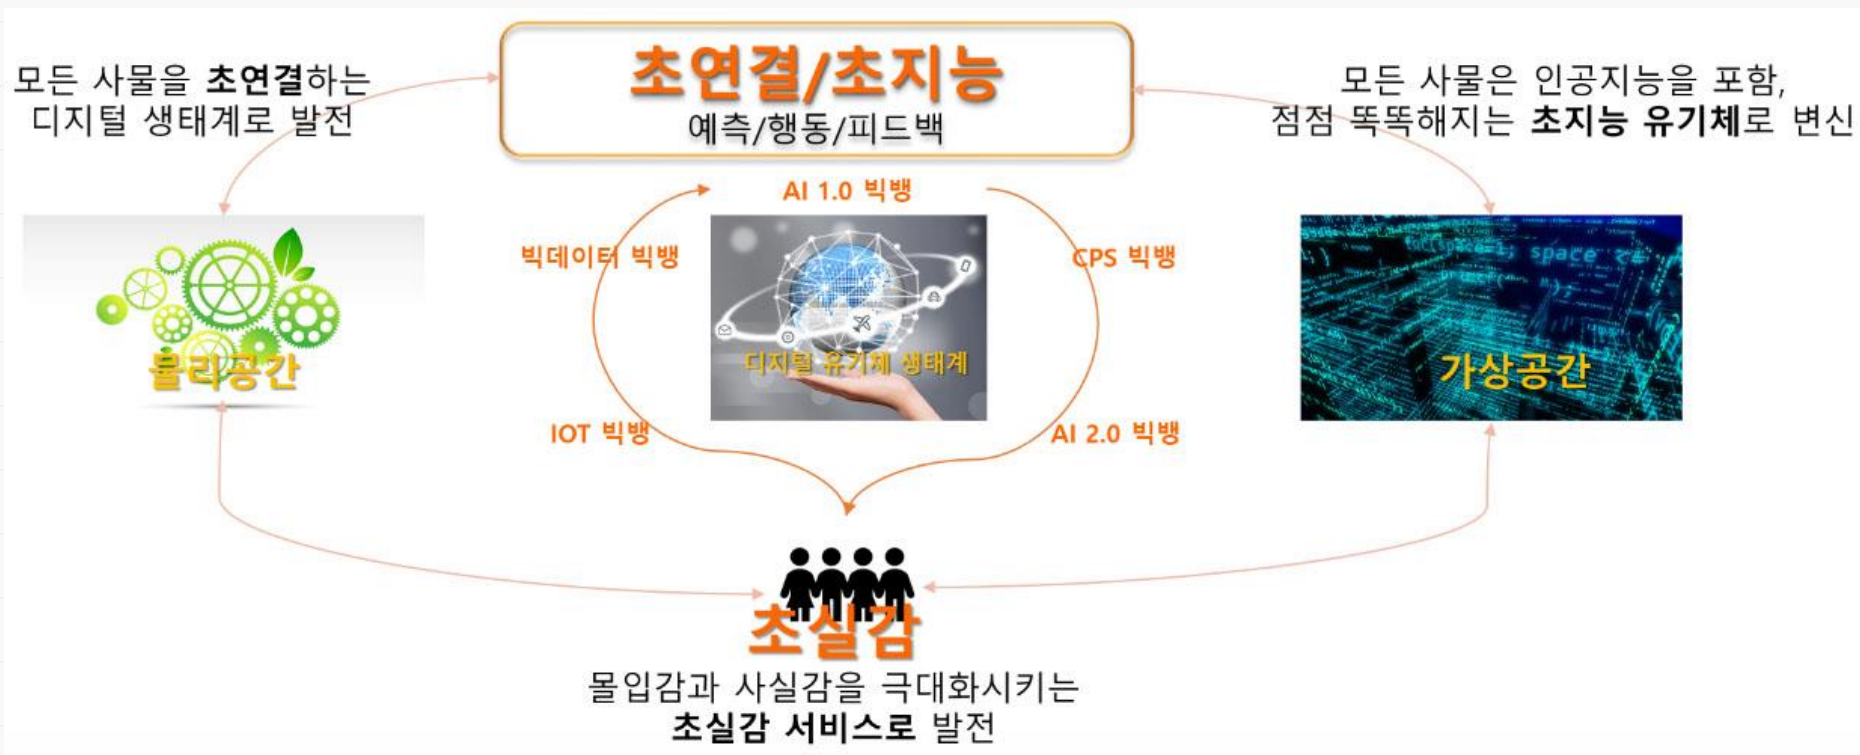 초연결/초지능
예측/행동/피드백
모든 사물을 초연결하는
디지털 생태계로 발전
모든 사물은 인공지능을 포함,
점점 똑똑해지는 초지능 유기체로 변신
AI 1.0 빅뱅
빅데이터 빅뱅
CPS 빅뱅
IOT 빅뱅
AI 2.0 빅뱅
물리공간
디지털 유기체 생태계
space
가상공간
초실감
몰입감과 사실감을 극대화시키는
초실감 서비스로 발전